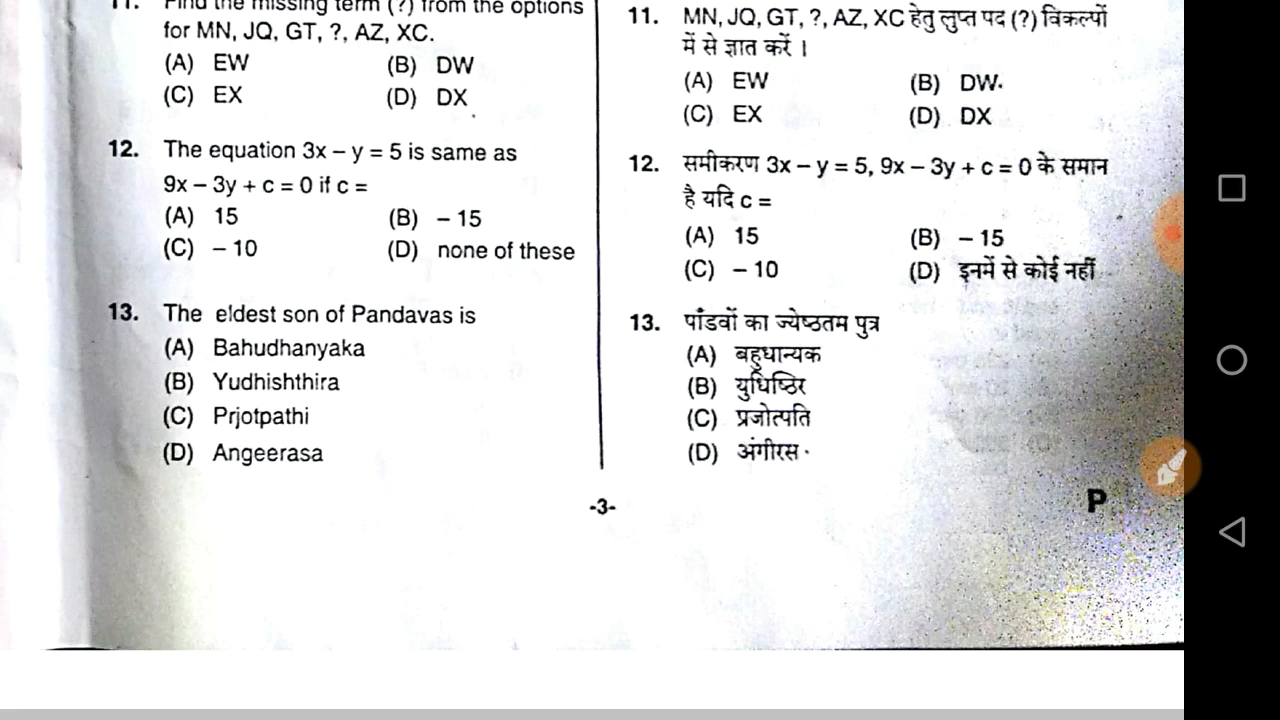 11. Find the missing term (?) from the options
for MN, JQ, GT, ?, AZ, XC.
(A) EW (B) DW
(C) EX (D) DX
12. The equation 3x – y = 5 is same as
9x – 3y + c = 0 if c =
(A) 15 (B) – 15
(C) – 10 (D) none of these
13. The eldest son of Pandavas is
(A) Bahudhanyaka
(B) Yudhishthira
(C) Prjotpathi
(D) Angeerasa
11. MN, JQ, GT, ?, AZ, XC हेतु लुप्त पद (?) विकल्पों
में से ज्ञात करें ।
(A) EW (B) DW
(C) EX (D) DX
12. समीकरण 3x – y = 5, 9x – 3y + c = 0 के समान
है यदि c =
(A) 15 (B) – 15
(C) – 10 (D) इनमें से कोई नहीं
13. पाँडवों का ज्येष्ठतम पुत्र
(A) बहुधान्यक
(B) युधिष्ठिर
(C) प्रजोत्पति
(D) अंगीरस
-3-
P